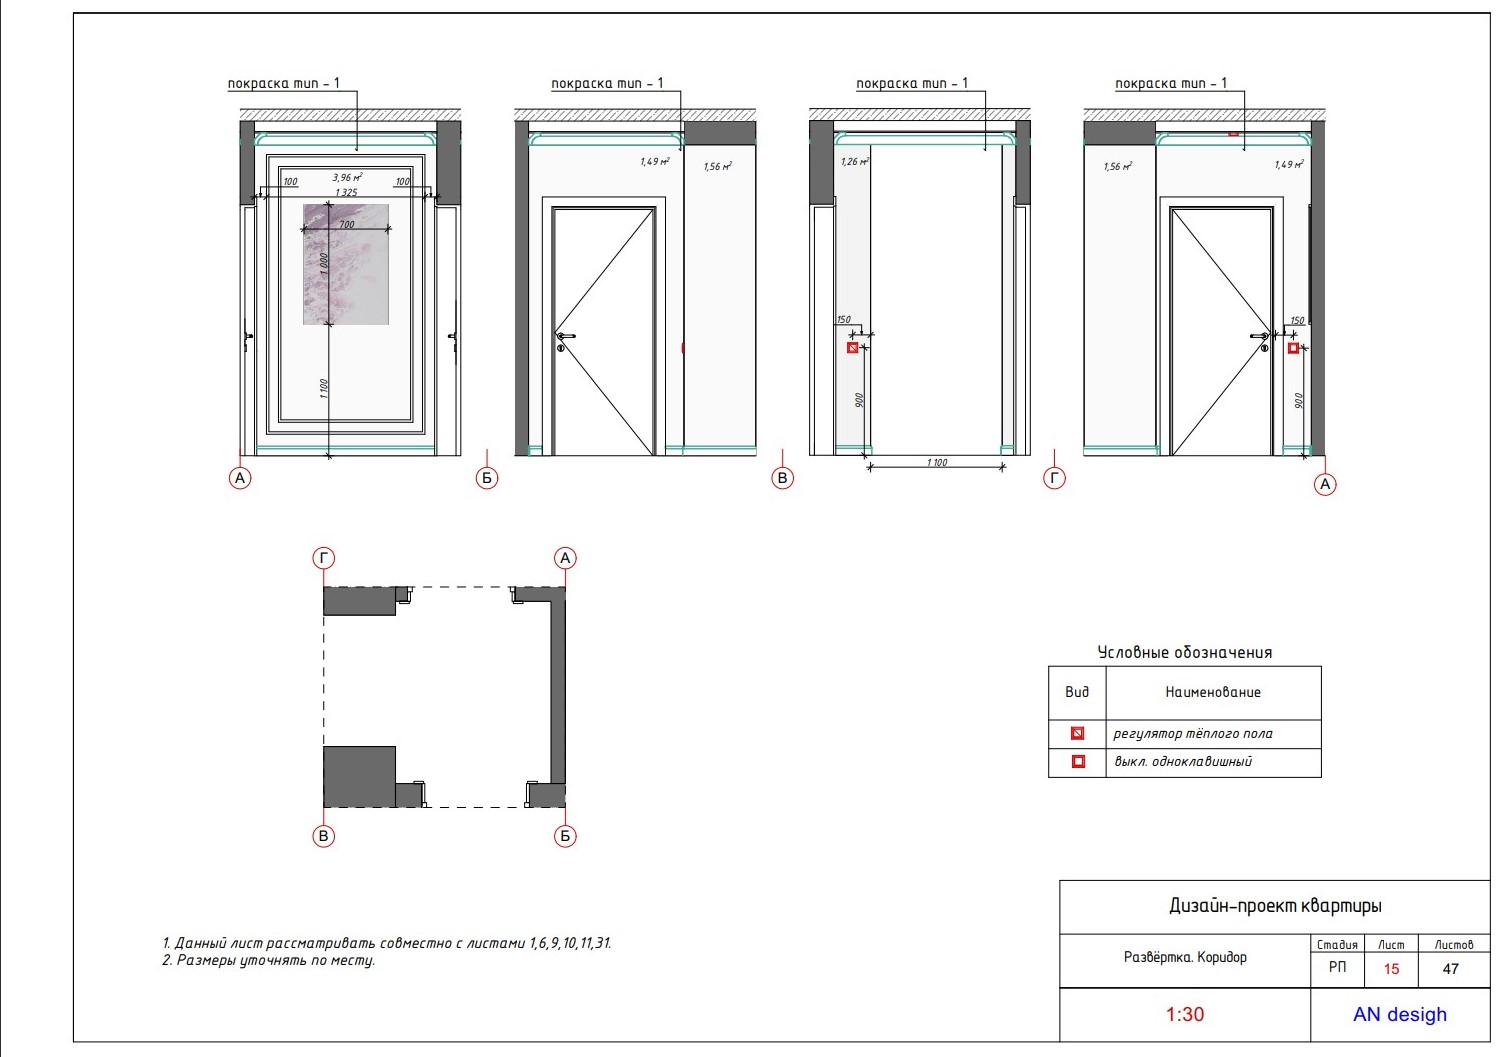 покраска тип - 1
покраска тип - 1
покраска тип - 1
покраска тип - 1
3,96 м²
100
100
1 325
700
1 000
1 100
1,49 м²
1,56 м²
1,26 м²
150
900
1 100
1,56 м²
1,49 м²
150
900
А
Б
В
Г
А
Г
А
В
Б
Условные обозначения
Вид
Наименование
регулятор тёплого пола
выкл. одноклавишный
1. Данный лист рассматривать совместно с листами 1,6,9,10,11,31.
2. Размеры уточнять по месту.
Дизайн-проект квартиры
Развёртка. Коридор
Стадия
Лист
Листов
РП
15
47
1:30
AN desigh